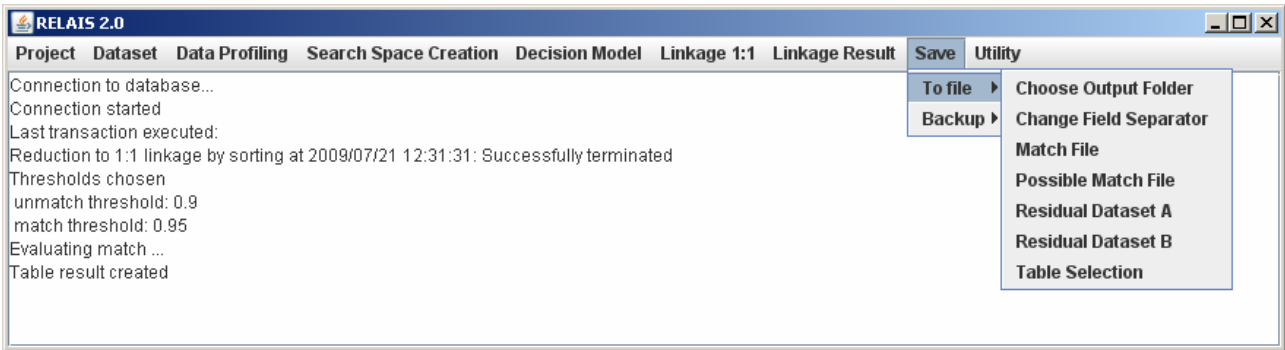 RELAIS 2.0
Project Dataset Data Profiling Search Space Creation Decision Model Linkage 1:1 Linkage Result Save Utility
Connection to database...
Connection started
Last transaction executed:
Reduction to 1:1 linkage by sorting at 2009/07/21 12:31:31: Successfully terminated
Thresholds chosen
unmatch threshold: 0.9
match threshold: 0.95
Evaluating match ...
Table result created
To file
Backup
Choose Output Folder
Change Field Separator
Match File
Possible Match File
Residual Dataset A
Residual Dataset B
Table Selection